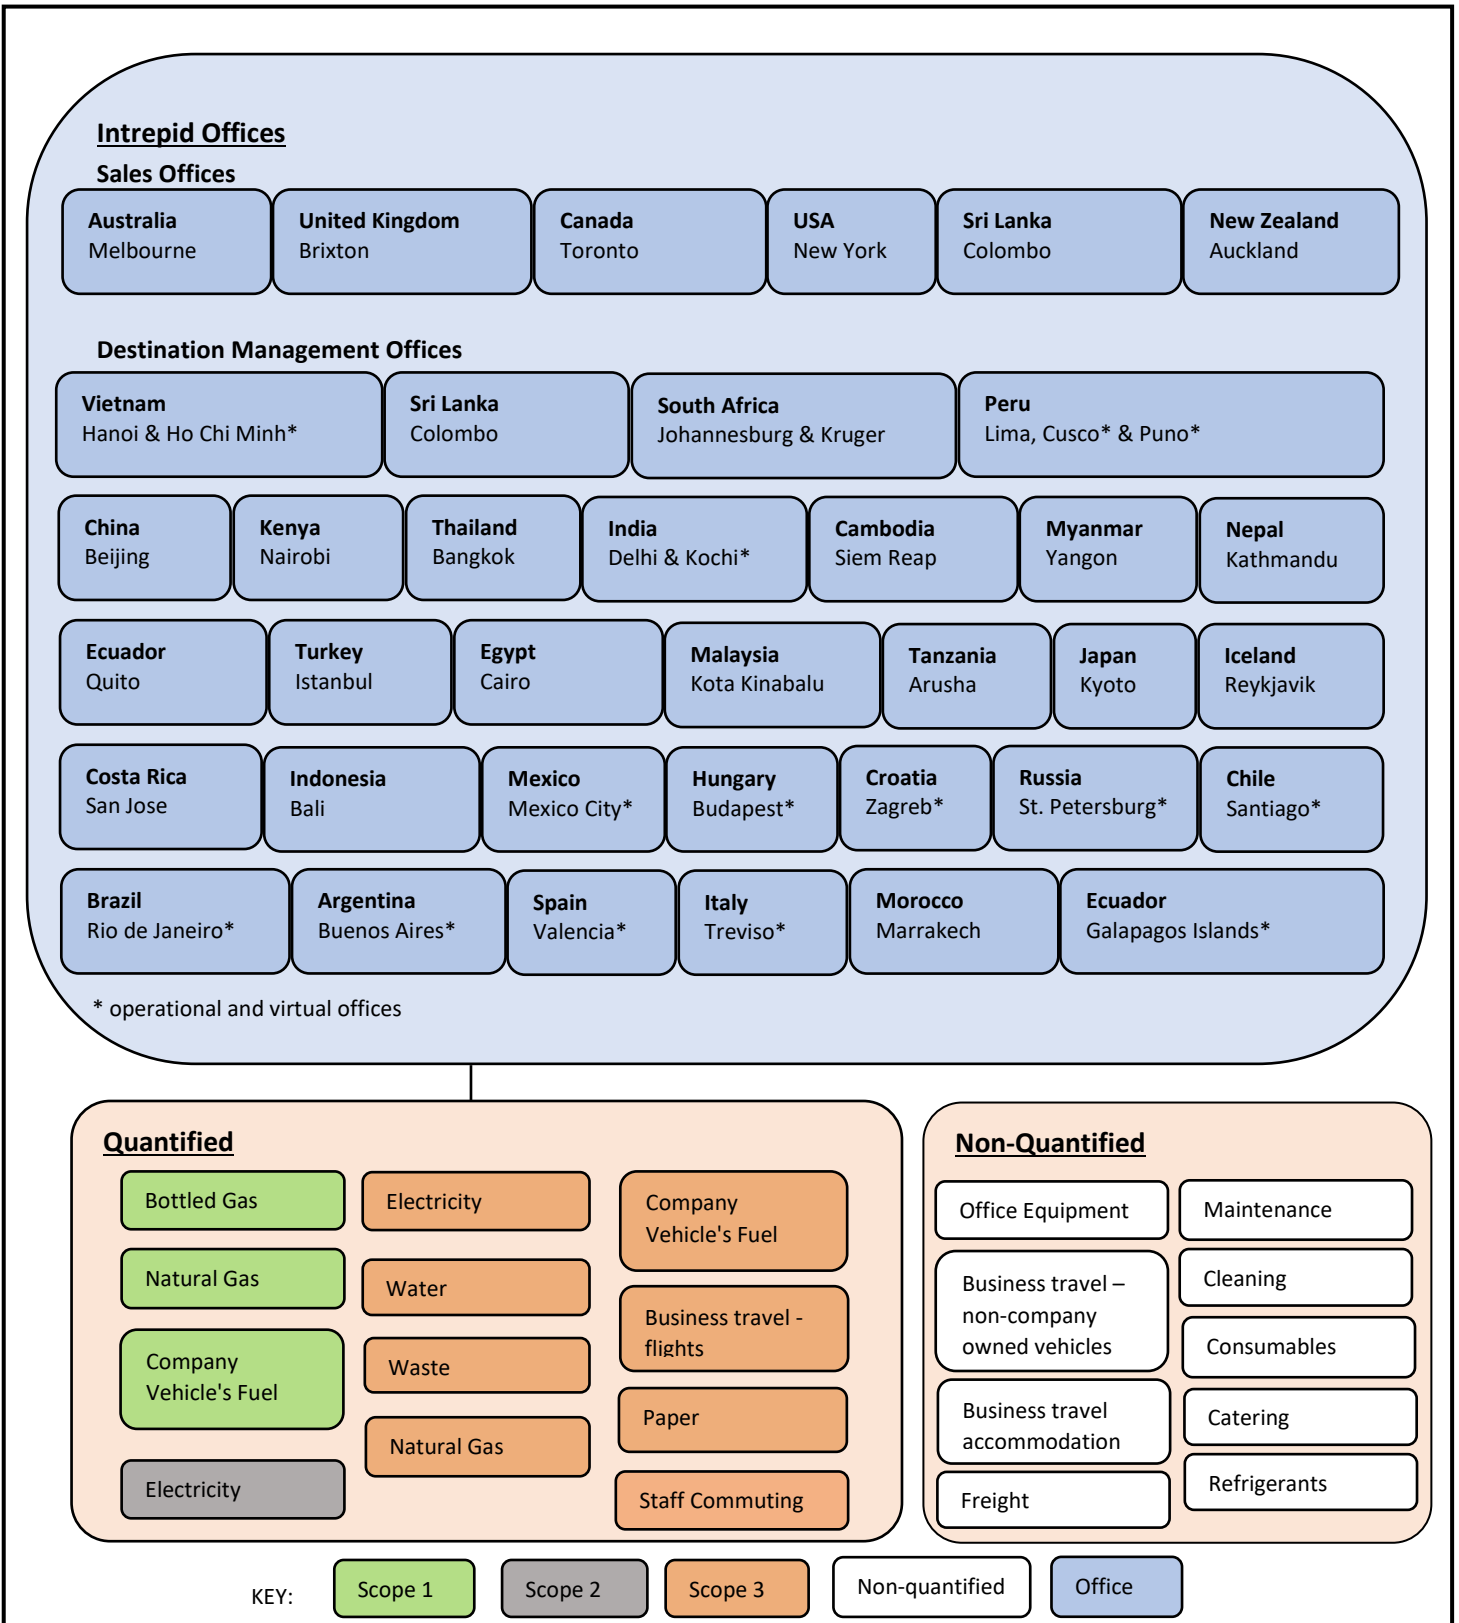 Intrepid Offices
Sales Offices
Australia
Melbourne
United Kingdom
Brixton
Canada
Toronto
USA
New York
Sri Lanka
Colombo
New Zealand
Auckland
Destination Management Offices
Vietnam
Hanoi & Ho Chi Minh*
Sri Lanka
Colombo
South Africa
Johannesburg & Kruger
Peru
Lima, Cusco* & Puno*
China
Beijing
Kenya
Nairobi
Thailand
Bangkok
India
Delhi & Kochi*
Cambodia
Siem Reap
Myanmar
Yangon
Nepal
Kathmandu
Ecuador
Quito
Turkey
Istanbul
Egypt
Cairo
Malaysia
Kota Kinabalu
Tanzania
Arusha
Japan
Kyoto
Iceland
Reykjavik
Costa Rica
San Jose
Indonesia
Bali
Mexico
Mexico City*
Hungary
Budapest*
Croatia
Zagreb*
Russia
St. Petersburg*
Chile
Santiago*
Brazil
Rio de Janeiro*
Argentina
Buenos Aires*
Spain
Valencia*
Italy
Treviso*
Morocco
Marrakech
Ecuador
Galapagos Islands*
* operational and virtual offices
Quantified
Bottled Gas
Natural Gas
Company
Vehicle's Fuel
Electricity
Electricity
Water
Waste
Natural Gas
Company
Vehicle's Fuel
Business travel -
flights
Paper
Staff Commuting
Non-Quantified
Office Equipment
Business travel –
non-company
owned vehicles
Business travel
accommodation
Freight
Maintenance
Cleaning
Consumables
Catering
Refrigerants
KEY:
Scope 1
Scope 2
Scope 3
Non-quantified
Office